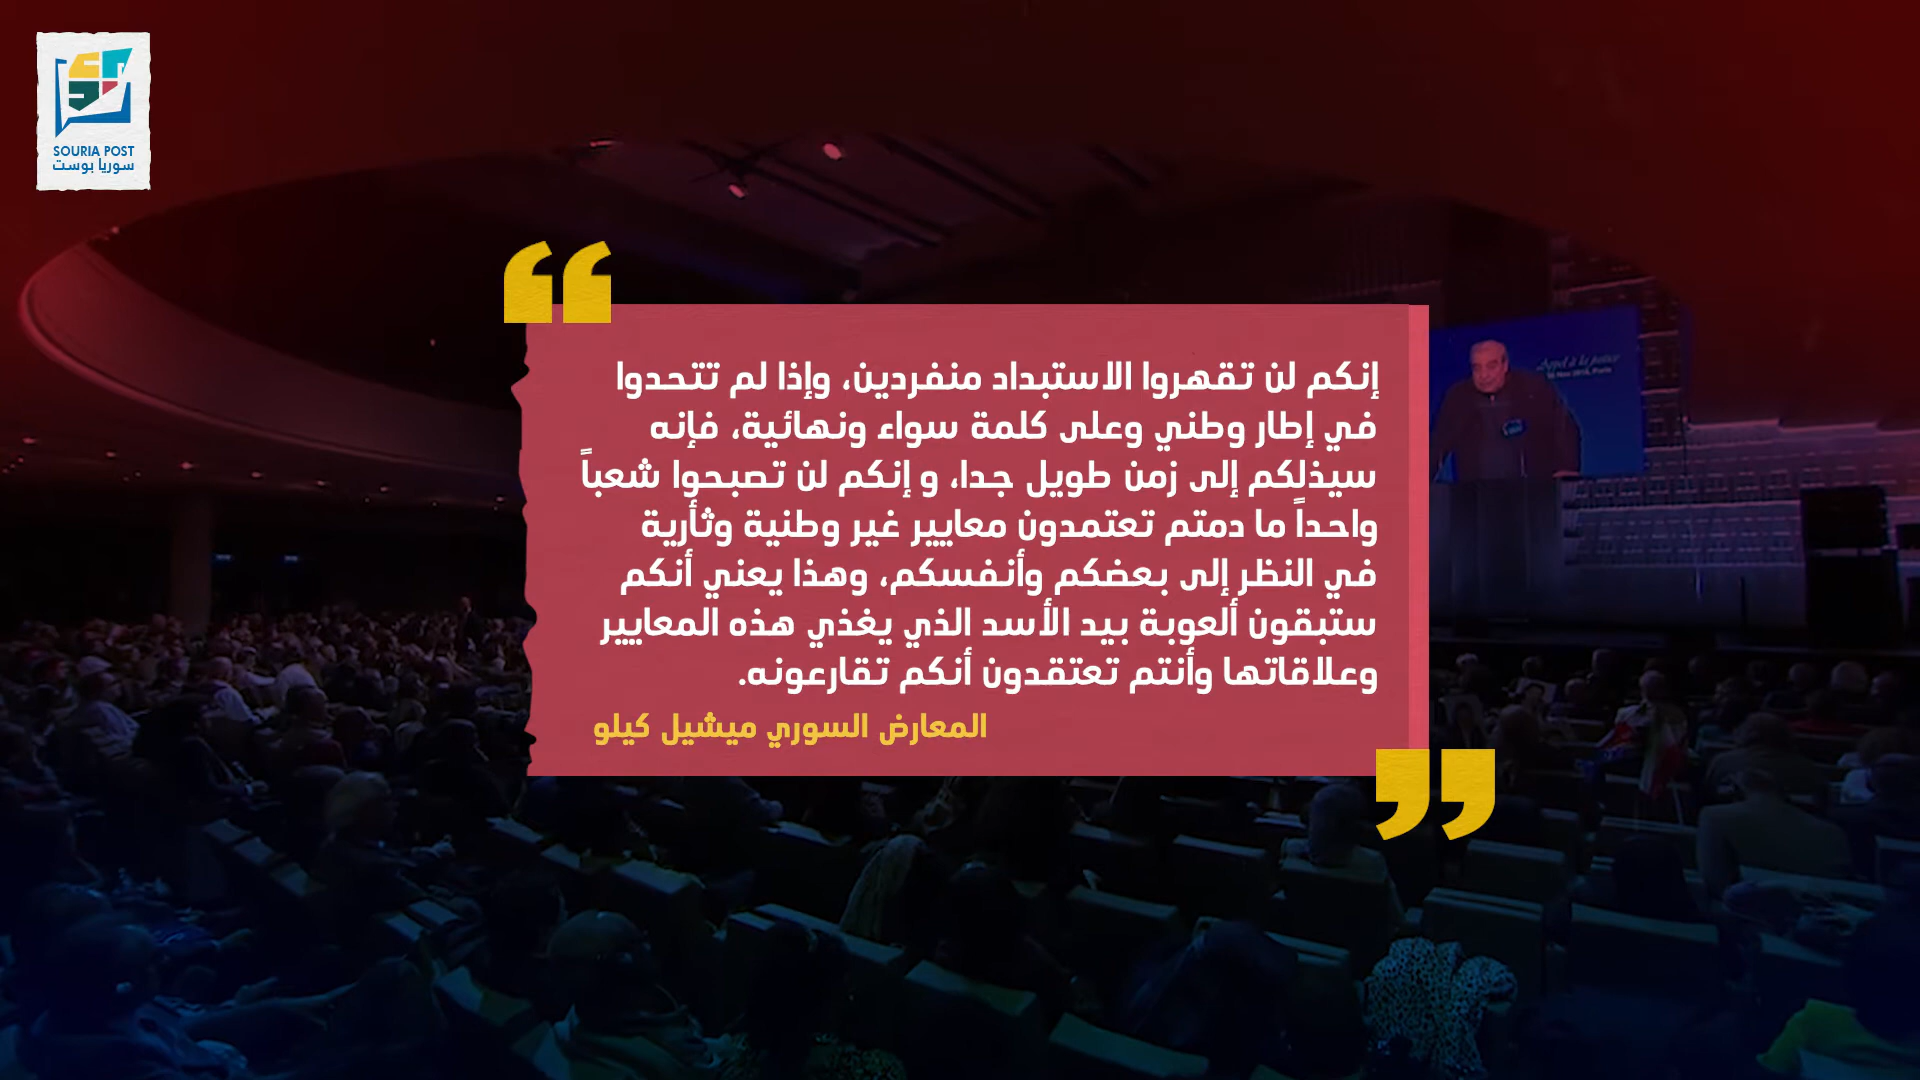 SOURIA POST
سوريا بوست
إنكم لن تقهروا الاستبداد منفردين، وإذا لم تتحدوا
في إطار وطني وعلى كلمة سواء ونهائية، فإنه
سيذلكم إلى زمن طويل جدا، و إنكم لن تصبحوا شعباً
واحداً ما دمتم تعتمدون معايير غير وطنية وثأرية
في النظر إلى بعضكم وأنفسكم، وهذا يعني أنكم
ستبقون ألعوبة بيد الأسد الذي يغذي هذه المعايير
وعلاقاتها وأنتم تعتقدون أنكم تقارعونه.
المعارض السوري ميشيل كيلو
Appel à la justice